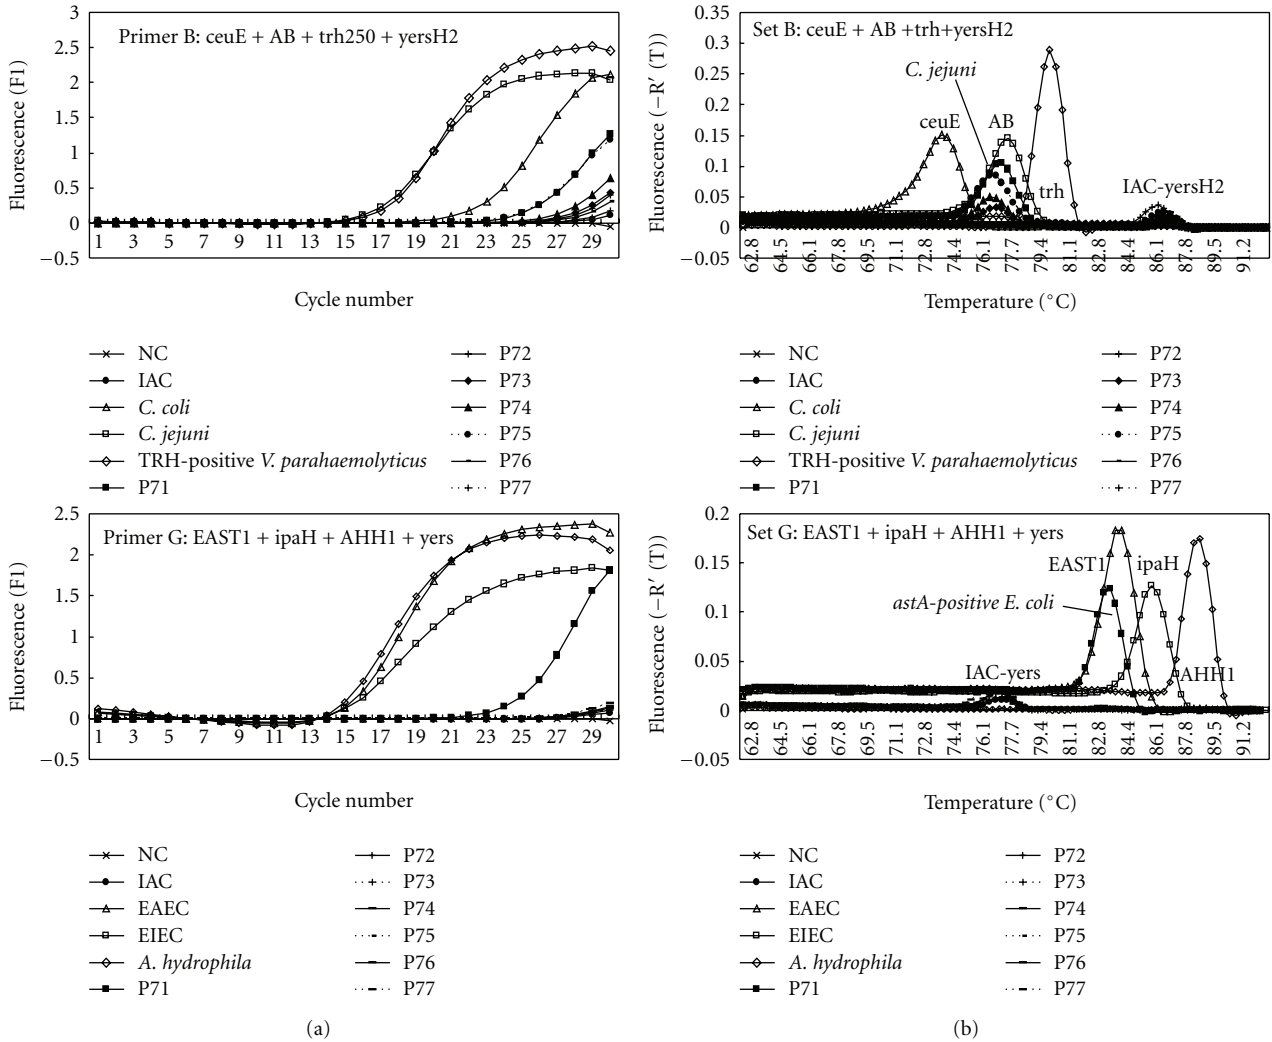 Primer B: ceuE + AB + trh250 + yersH2
Fluorescence (F1)
3
2.5
2
1.5
1
0.5
0
−0.5
1 3 5 7 9 11 13 15 17 19 21 23 25 27 29
Cycle number
NC
IAC
C. coli
C. jejuni
TRH-positive V. parahaemolyticus
P71
P72
P73
P74
P75
P76
P77
Set B: ceuE + AB +trh+yersH2
Fluorescence (−R′ (T))
0.35
0.3
0.25
0.2
0.15
0.1
0.05
0
−0.05
C. jejuni
ceuE
AB
trh
IAC-yersH2
62.8 64.5 66.1 67.8 69.5 71.1 72.8 74.4 76.1 77.7 79.4 81.1 82.8 84.4 86.1 87.8 89.5 91.2
Temperature (°C)
NC
IAC
C. coli
C. jejuni
TRH-positive V. parahaemolyticus
P71
P72
P73
P74
P75
P76
P77
Primer G: EAST1 + ipaH + AHH1 + yers
Fluorescence (F1)
2.5
2
1.5
1
0.5
0
−0.5
1 3 5 7 9 11 13 15 17 19 21 23 25 27 29
Cycle number
NC
IAC
EAEC
EIEC
A. hydrophila
P71
P72
P73
P74
P75
P76
P77
(a)
Set G: EAST1 + ipaH + AHH1 + yers
Fluorescence (−R′ (T))
0.2
0.15
0.1
0.05
0
−0.05
EAST1
ipaH
astA-positive E. coli
IAC-yers
AHH1
62.8 64.5 66.1 67.8 69.5 71.1 72.8 74.4 76.1 77.7 79.4 81.1 82.8 84.4 86.1 87.8 89.5 91.2
Temperature (°C)
NC
IAC
EAEC
EIEC
A. hydrophila
P71
P72
P73
P74
P75
P76
P77
(b)